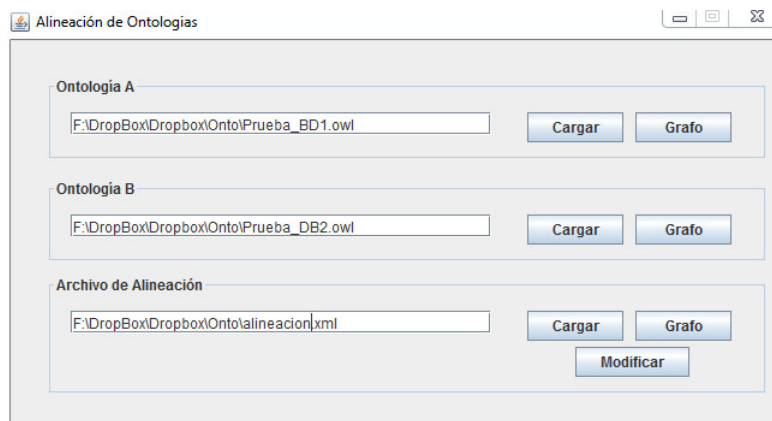 Alineación de Ontologias
Ontología A
F:\DropBox\Dropbox\Onto\Prueba_BD1.owl Cargar Grafo
Ontología B
F:\DropBox\Dropbox\Onto\Prueba_DB2.owl Cargar Grafo
Archivo de Alineación
F:\DropBox\Dropbox\Onto\alineacion.xml Cargar Grafo
Modificar